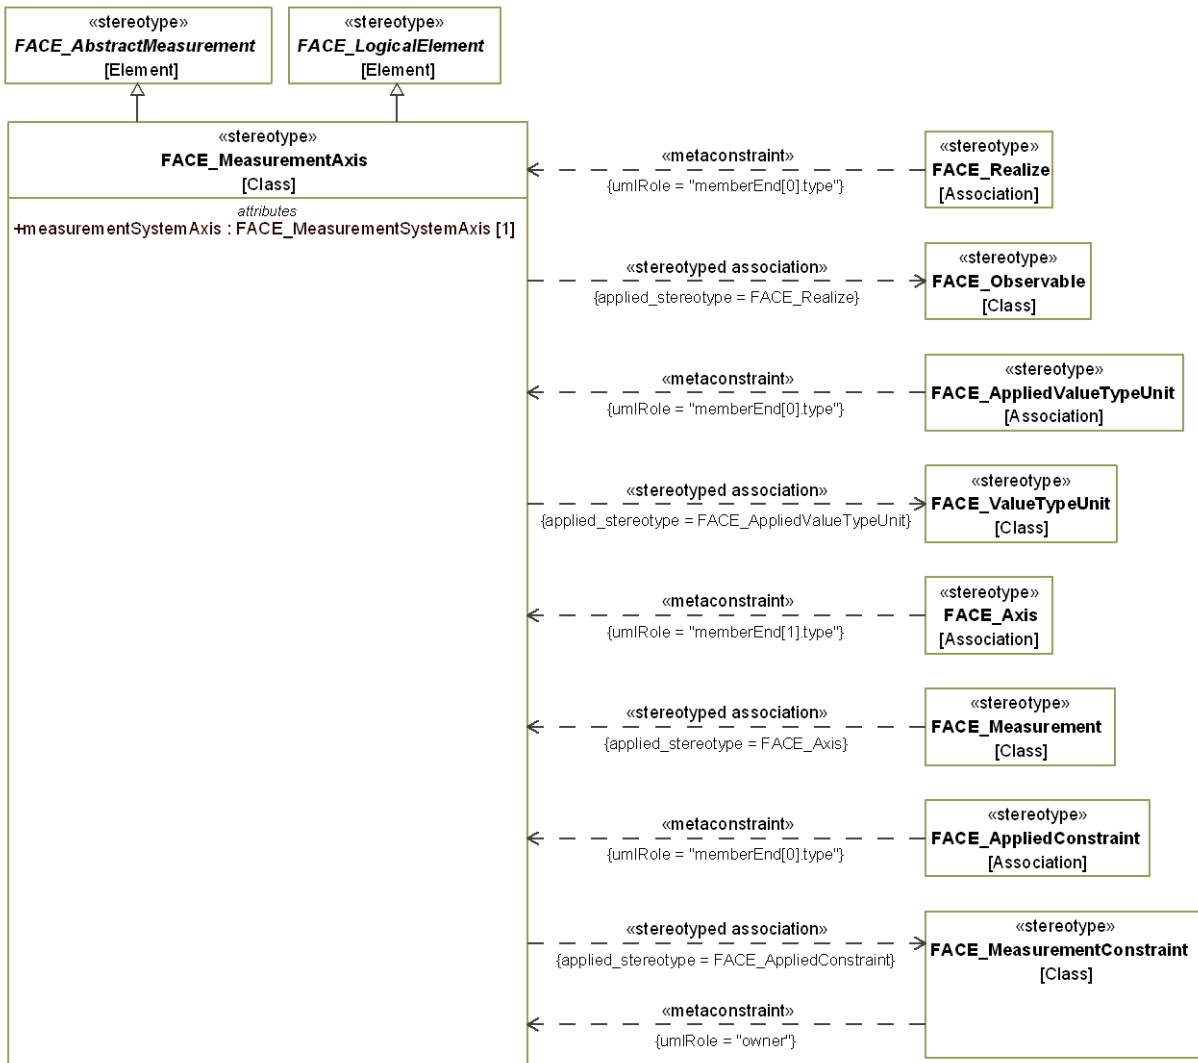 «stereotype»
FACE_AbstractMeasurement
[Element]
«stereotype»
FACE_LogicalElement
[Element]
«stereotype»
FACE_MeasurementAxis
[Class]
attributes
+measurementSystemAxis : FACE_MeasurementSystemAxis [1]
«metaconstraint»
{umlRole = "memberEnd[0].type"}
«stereotype»
FACE_Realize
[Association]
«stereotyped association»
{applied_stereotype = FACE_Realize}
«stereotype»
FACE_Observable
[Class]
«metaconstraint»
{umlRole = "memberEnd[0].type"}
«stereotype»
FACE_AppliedValueTypeUnit
[Association]
«stereotyped association»
{applied_stereotype = FACE_AppliedValueTypeUnit}
«stereotype»
FACE_ValueTypeUnit
[Class]
«metaconstraint»
{umlRole = "memberEnd[1].type"}
«stereotype»
FACE_Axis
[Association]
«stereotyped association»
{applied_stereotype = FACE_Axis}
«stereotype»
FACE_Measurement
[Class]
«metaconstraint»
{umlRole = "memberEnd[0].type"}
«stereotype»
FACE_AppliedConstraint
[Association]
«stereotyped association»
{applied_stereotype = FACE_AppliedConstraint}
«stereotype»
FACE_MeasurementConstraint
[Class]
«metaconstraint»
{umlRole = "owner"}